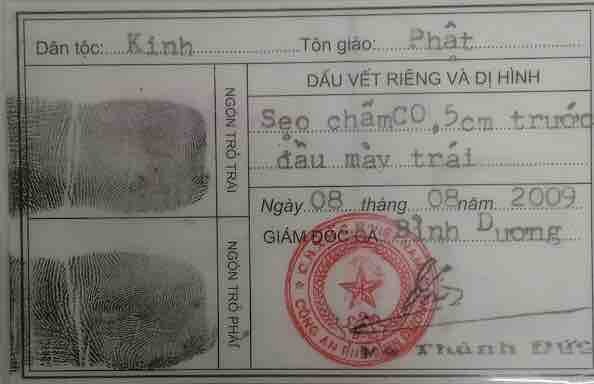 Dân tộc: Kinh Tôn giáo: Phật
NGÓN TRỎ TRÁI
NGÓN TRỎ PHẢI
DẤU VẾT RIÊNG VÀ DỊ HÌNH
Sẹo chấm C0,5cm trước
đầu mày trái
Ngày 08 tháng 08 năm 2009
GIÁM ĐỐC CA Bình Dương
CÔNG AN
Thành Đức